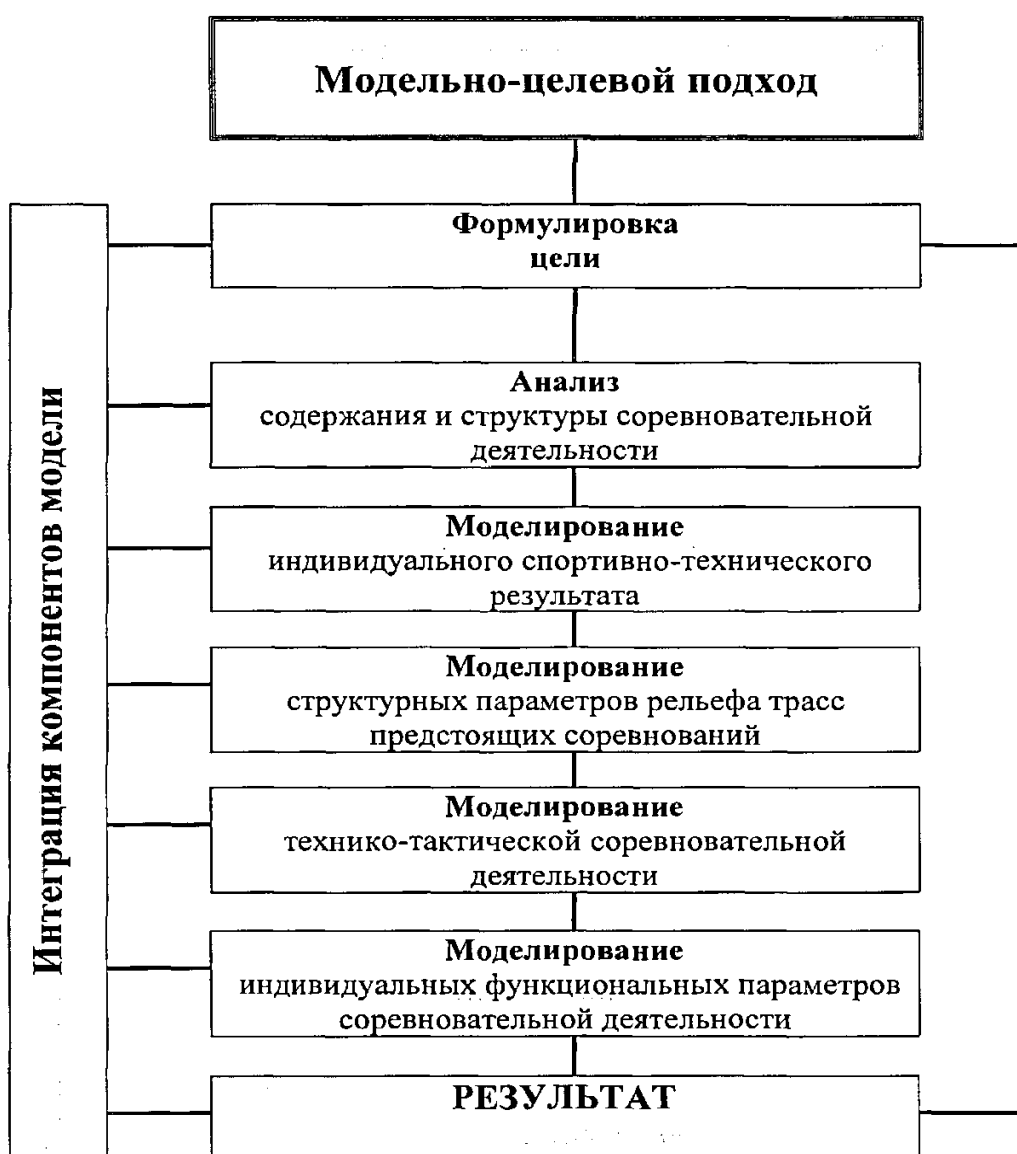 Модельно-целевой подход
Формулировка
цели
Анализ
содержания и структуры соревновательной
деятельности
Моделирование
индивидуального спортивно-технического
результата
Моделирование
структурных параметров рельефа трасс
предстоящих соревнований
Моделирование
технико-тактической соревновательной
деятельности
Моделирование
индивидуальных функциональных параметров
соревновательной деятельности
РЕЗУЛЬТАТ
Интеграция компонентов модели